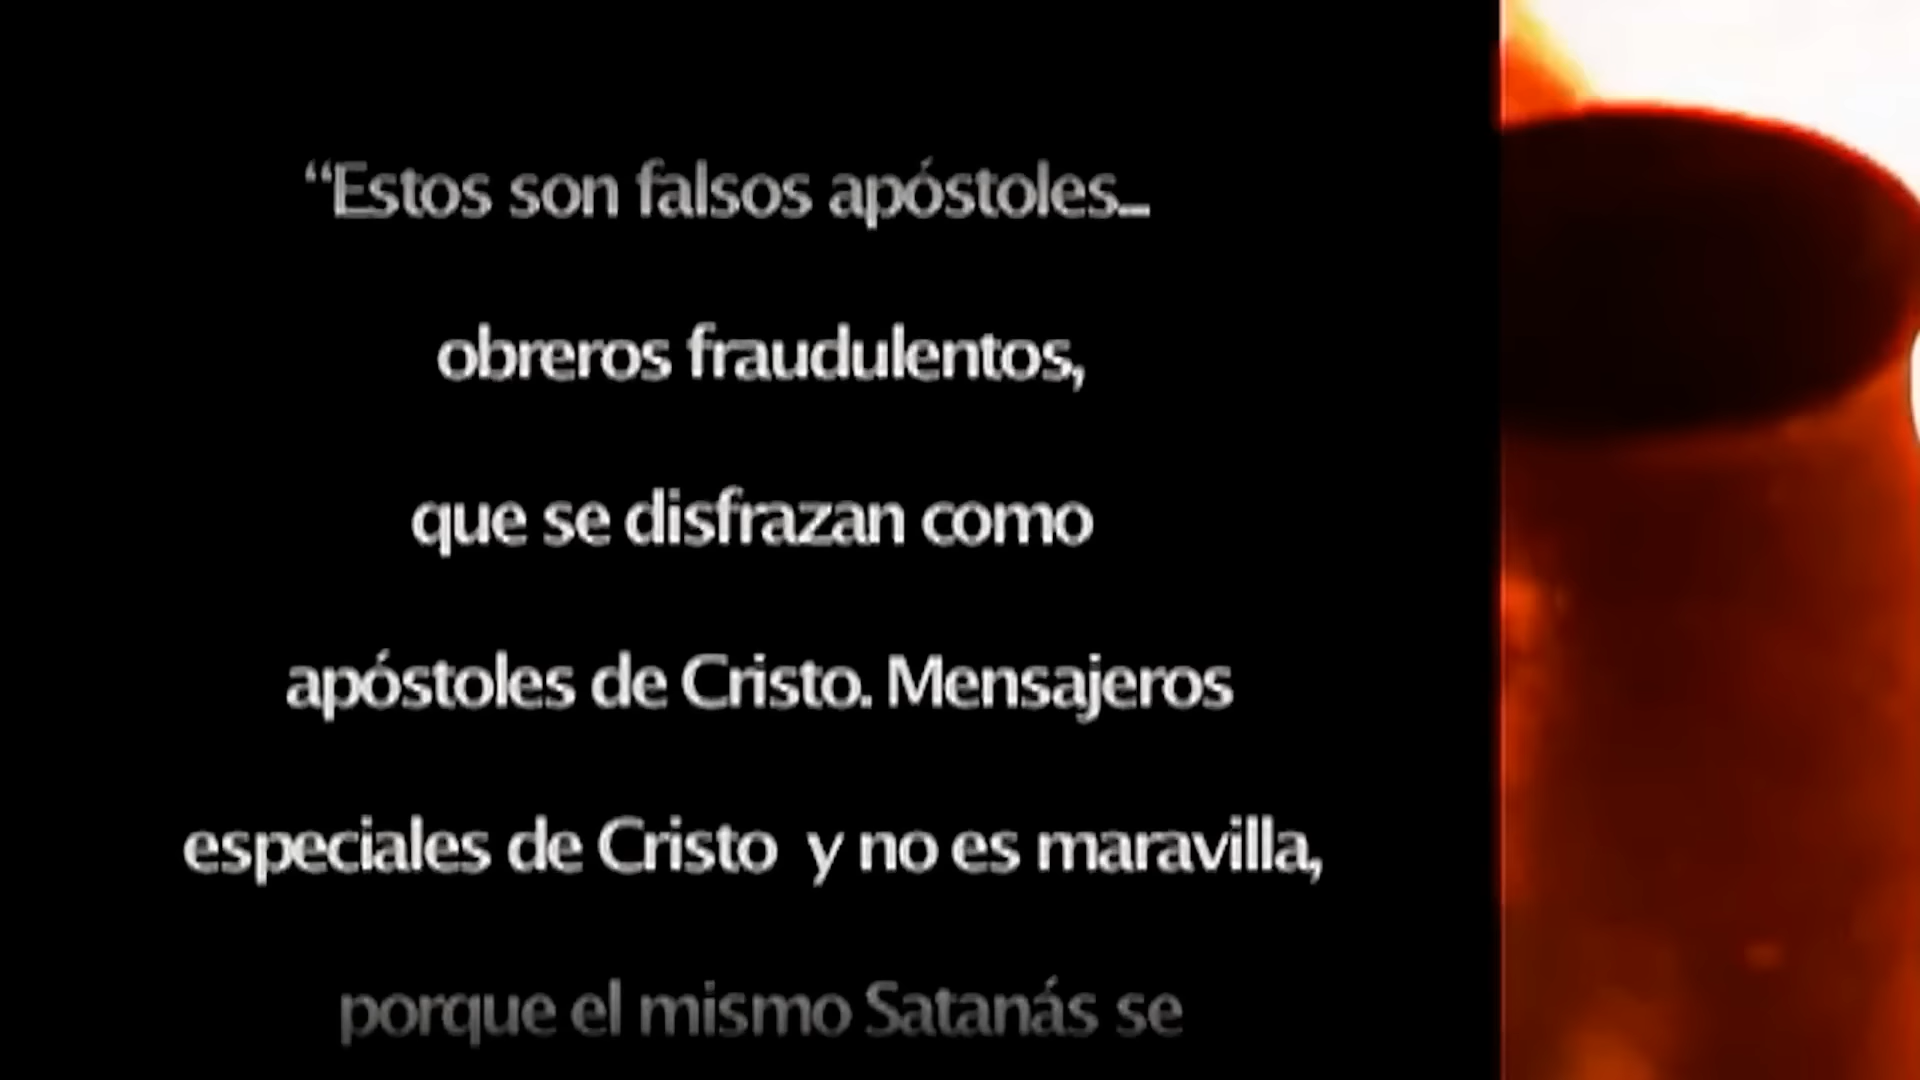 “Estos son falsos apóstoles...
obreros fraudulentos,
que se disfrazan como
apóstoles de Cristo. Mensajeros
especiales de Cristo  y no es maravilla,
porque el mismo Satanás se